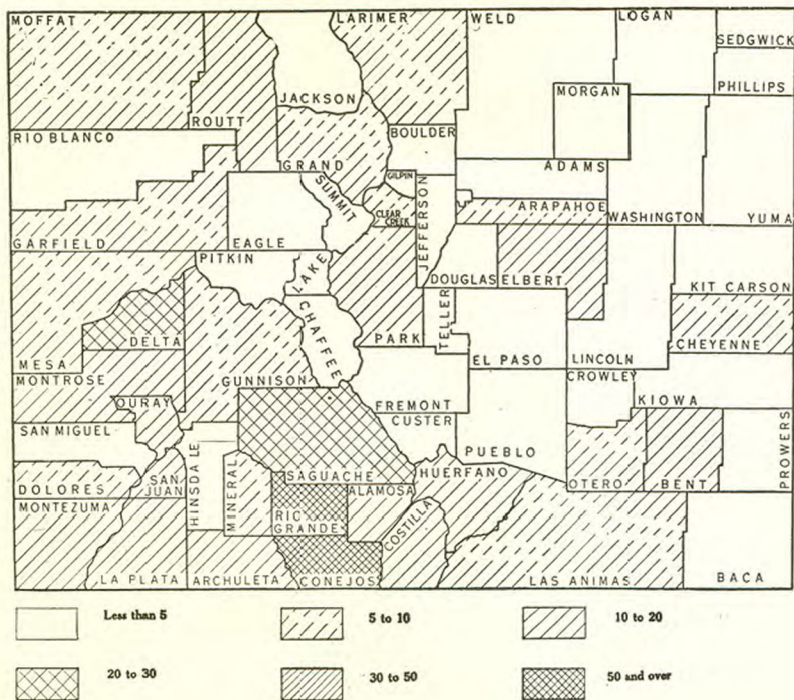 MOFFAT
LARIMER
WELD
LOGAN
SEDGWICK
PHILLIPS
JACKSON
MORGAN
ROUTT
RIO BLANCO
BOULDER
GRAND
ADAMS
GILPIN
SUMMIT
CLEAR
CREEK
JEFFERSON
ARAPAHOE
WASHINGTON
YUMA
GARFIELD
EAGLE
PITKIN
LAKE
DOUGLAS
ELBERT
KIT CARSON
CHAFFEE
TELLER
DELTA
PARK
CHEYENNE
MESA
EL PASO
LINCOLN
MONTROSE
GUNNISON
CROWLEY
OURAY
FREMONT
KIOWA
CUSTER
SAN MIGUEL
PUEBLO
PROWERS
HINSDALE
MINERAL
SAGUACHE
HUERFANO
OTERO
BENT
DOLORES
SAN
JUAN
ALAMOSA
MONTEZUMA
RIO
GRANDE
COSTILLA
LA PLATA
ARCHULETA
CONEJOS
LAS ANIMAS
BACA
Less than 5
5 to 10
10 to 20
20 to 30
30 to 50
50 and over